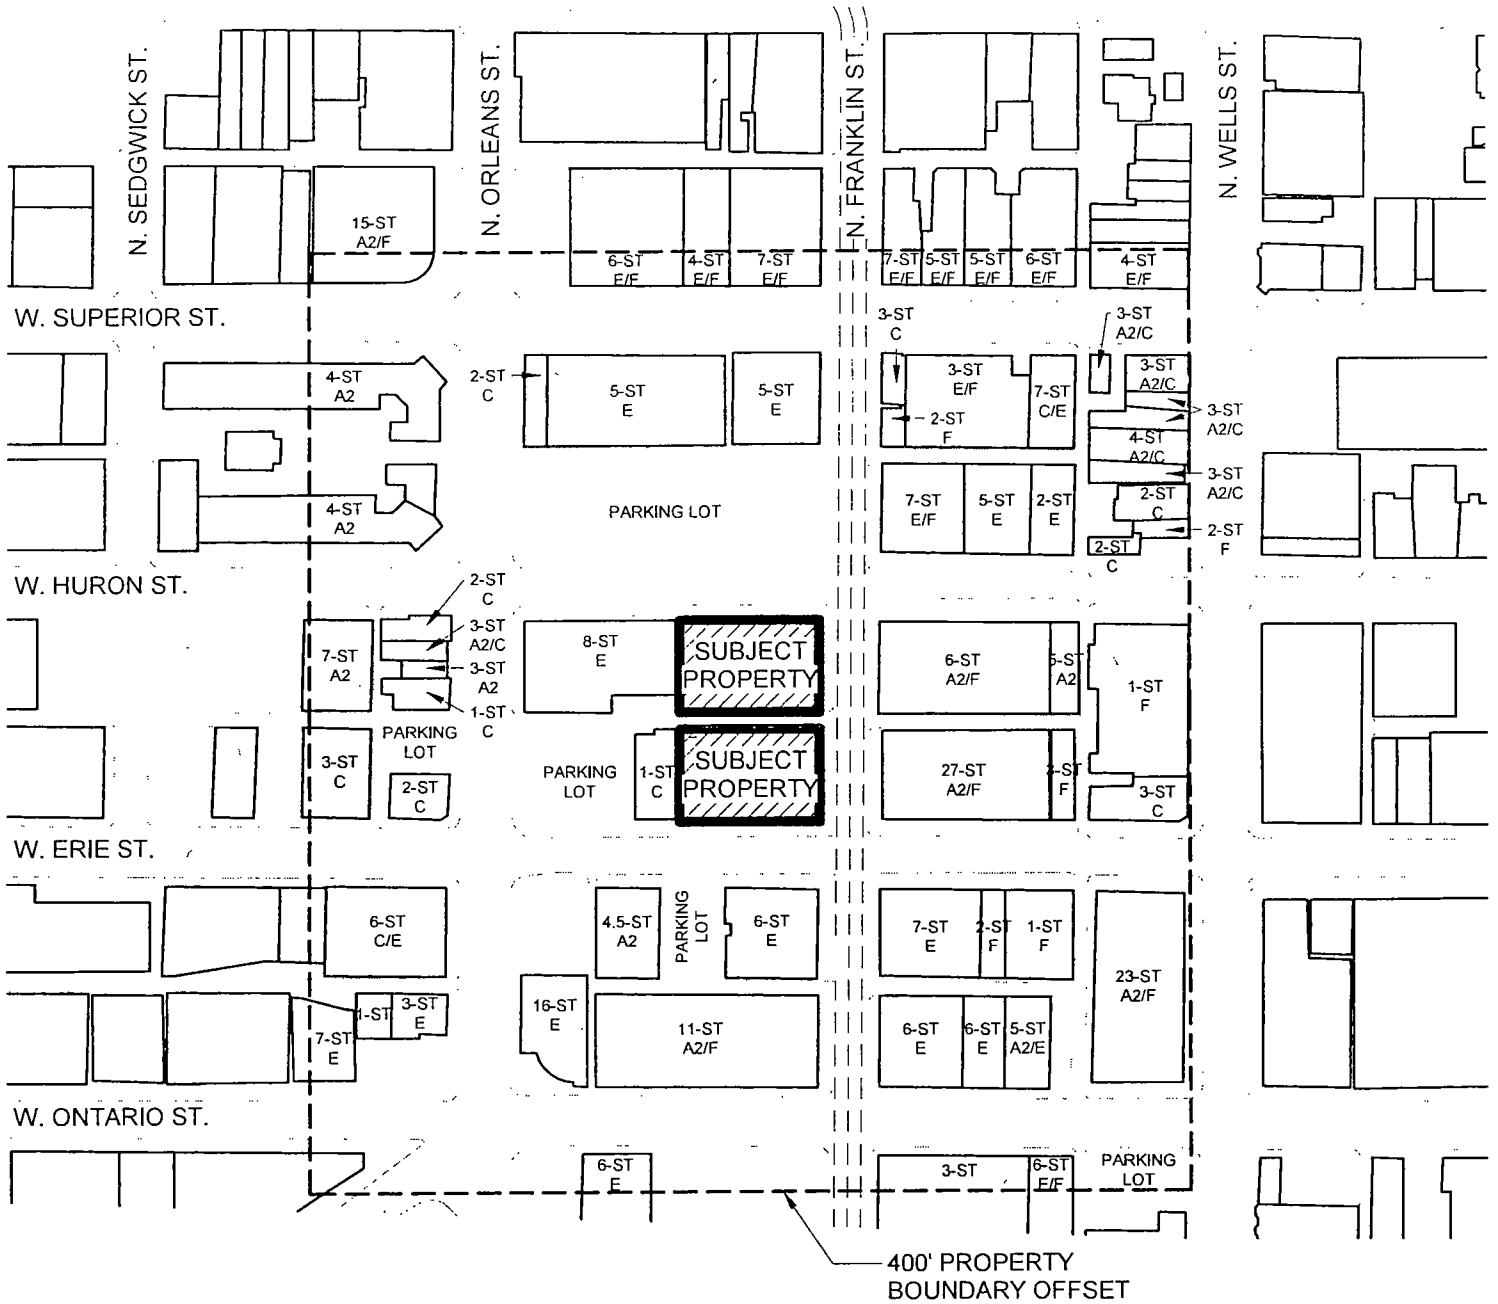 N. SEDGWICK ST.
N. ORLEANS ST.
N. FRANKLIN ST.
N. WELLS ST.
15-ST
A2/F
6-ST
E/F
4-ST
E/F
7-ST
E/F
7-ST
E/F
5-ST
E/F
5-ST
E/F
6-ST
E/F
4-ST
E/F
W. SUPERIOR ST.
3-ST
C
3-ST
A2/C
4-ST
A2
2-ST
C
5-ST
E
5-ST
E
3-ST
E/F
7-ST
C/E
3-ST
A2/C
2-ST
F
3-ST
A2/C
4-ST
A2/C
3-ST
A2/C
4-ST
A2
PARKING LOT
7-ST
E/F
5-ST
E
2-ST
E
2-ST
C
2-ST
F
2-ST
C
W. HURON ST.
2-ST
C
7-ST
A2
3-ST
A2/C
3-ST
A2
1-ST
C
8-ST
E
SUBJECT
PROPERTY
6-ST
A2/F
5-ST
A2
1-ST
F
PARKING
LOT
3-ST
C
2-ST
C
PARKING
LOT
1-ST
C
SUBJECT
PROPERTY
27-ST
A2/F
F
3-ST
C
W. ERIE ST.
6-ST
C/E
4.5-ST
A2
PARKING
LOT
6-ST
E
7-ST
E
2-ST
F
1-ST
F
23-ST
A2/F
7-ST
E
1-ST
3-ST
E
16-ST
E
11-ST
A2/F
6-ST
E
6-ST
E
5-ST
A2/E
W. ONTARIO ST.
6-ST
E
3-ST
6-ST
E/F
PARKING
LOT
400' PROPERTY
BOUNDARY OFFSET